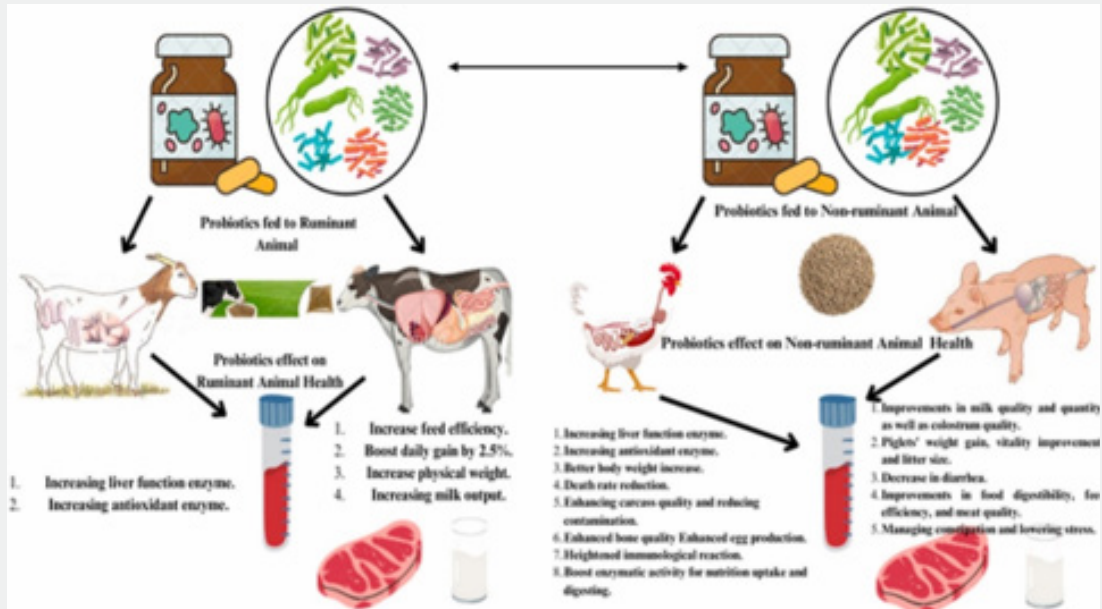 Probiotics fed to Ruminant
Animal
Probiotics effect on
Ruminant Animal Health
1. Increasing liver function enzyme.
2. Increasing antioxidant enzyme.
1. Increase feed efficiency.
2. Boost daily gain by 2.5%.
3. Increase physical weight.
4. Increasing milk output.
Probiotics fed to Non-ruminant Animal
Probiotics effect on Non-ruminant Animal Health
1. Increasing liver function enzyme.
2. Increasing antioxidant enzyme.
3. Better body weight increase.
4. Death rate reduction.
5. Enhancing carcass quality and reducing
contamination.
6. Enhanced bone quality Enhanced egg production.
7. Heightened immunological reaction.
8. Boost enzymatic activity for nutrition uptake and
digesting.
1. Improvements in milk quality and quantity
as well as colostrum quality.
2. Piglets' weight gain, vitality improvement
and litter size.
3. Decrease in diarrhea.
4. Improvements in food digestibility,
efficiency, and meat quality.
5. Managing constipation and lowering stress.